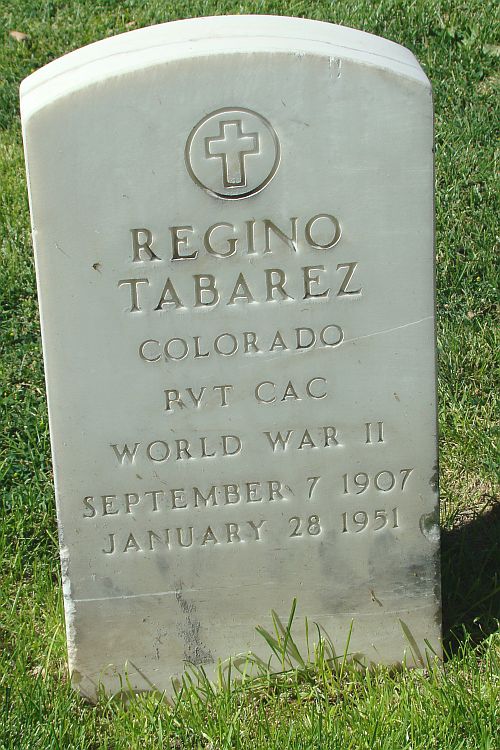 REGINO
TABAREZ
COLORADO
PVT CAC
WORLD WAR II
SEPTEMBER 7 1907
JANUARY 28 1951